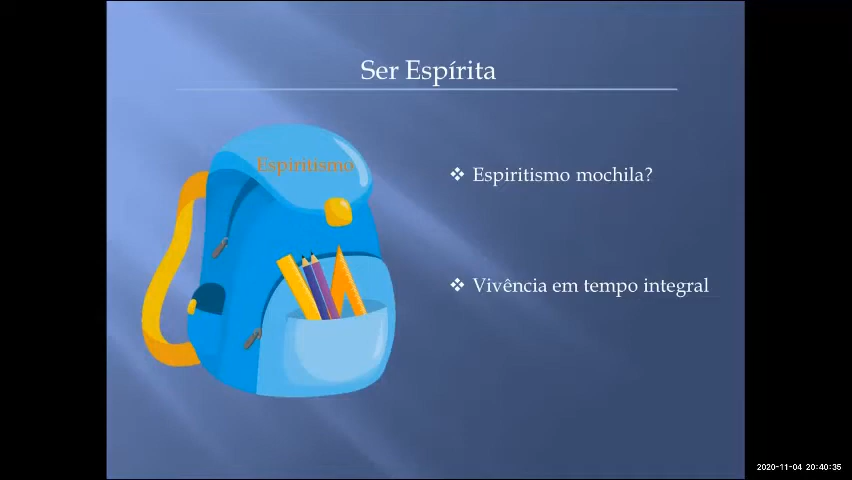 Ser Espírita
Espiritismo
❖ Espiritismo mochila?
❖ Vivência em tempo integral
2020-11-04 20:40:35